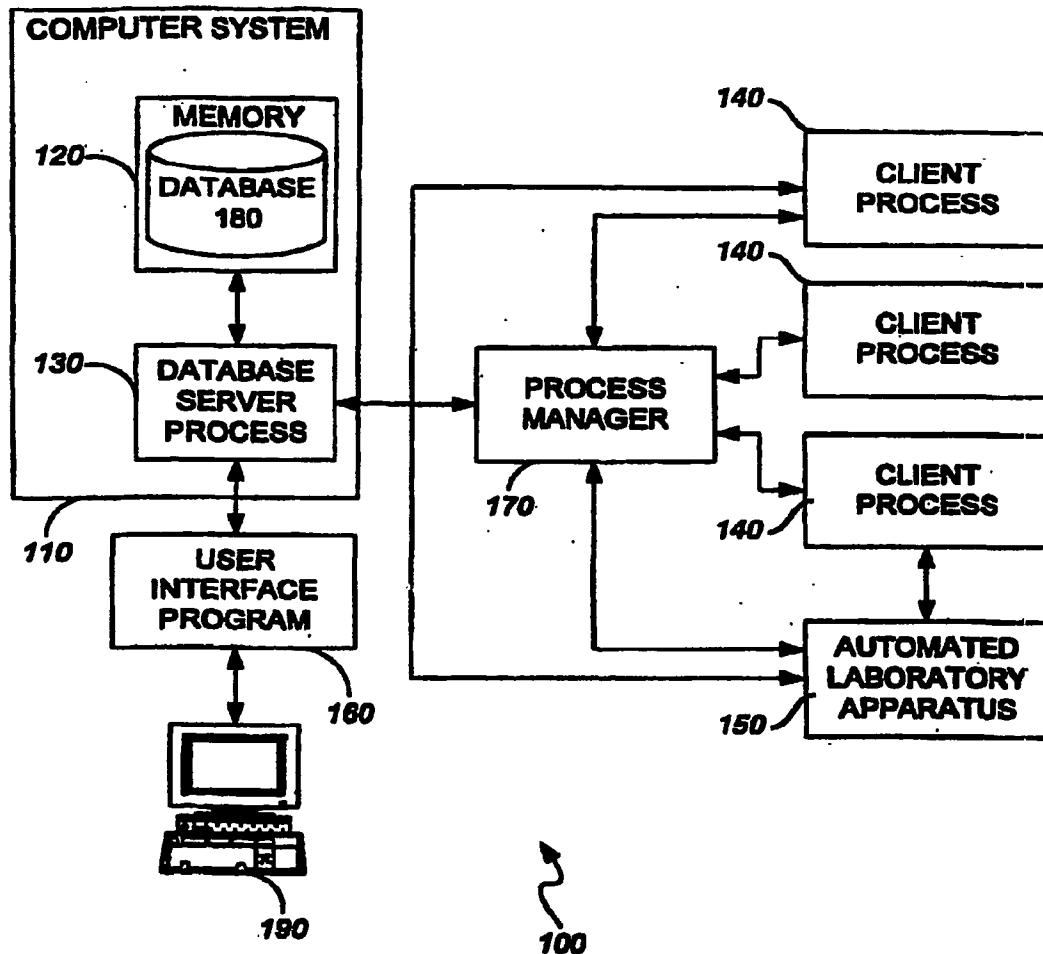 COMPUTER SYSTEM
MEMORY
120
DATABASE
180
130
DATABASE
SERVER
PROCESS
110
USER
INTERFACE
PROGRAM
160
190
PROCESS
MANAGER
170
140
CLIENT
PROCESS
140
CLIENT
PROCESS
CLIENT
PROCESS
140
AUTOMATED
LABORATORY
APPARATUS
150
100